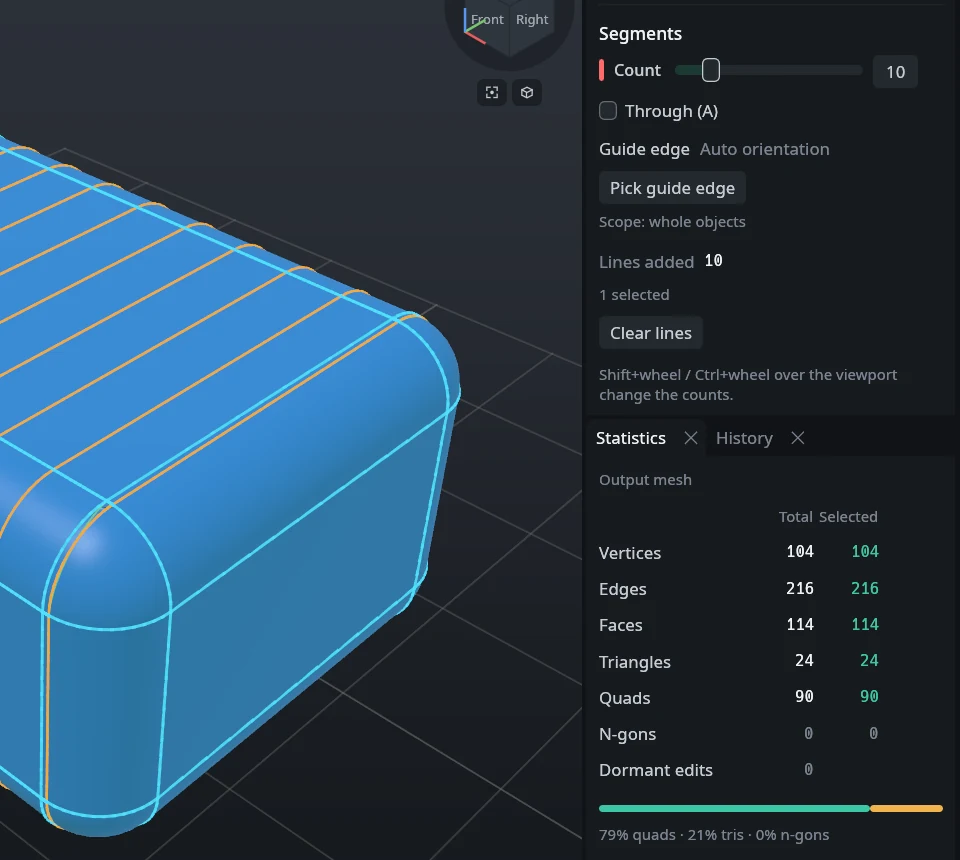 Front Right
Segments
Count 10
Through (A)
Guide edge Auto orientation
Pick guide edge
Scope: whole objects
Lines added 10
1 selected
Clear lines
Shift+wheel / Ctrl+wheel over the viewport
change the counts.
Statistics History
Output mesh
Total Selected
Vertices 104 104
Edges 216 216
Faces 114 114
Triangles 24 24
Quads 90 90
N-gons 0 0
Dormant edits 0
79% quads · 21% tris · 0% n-gons